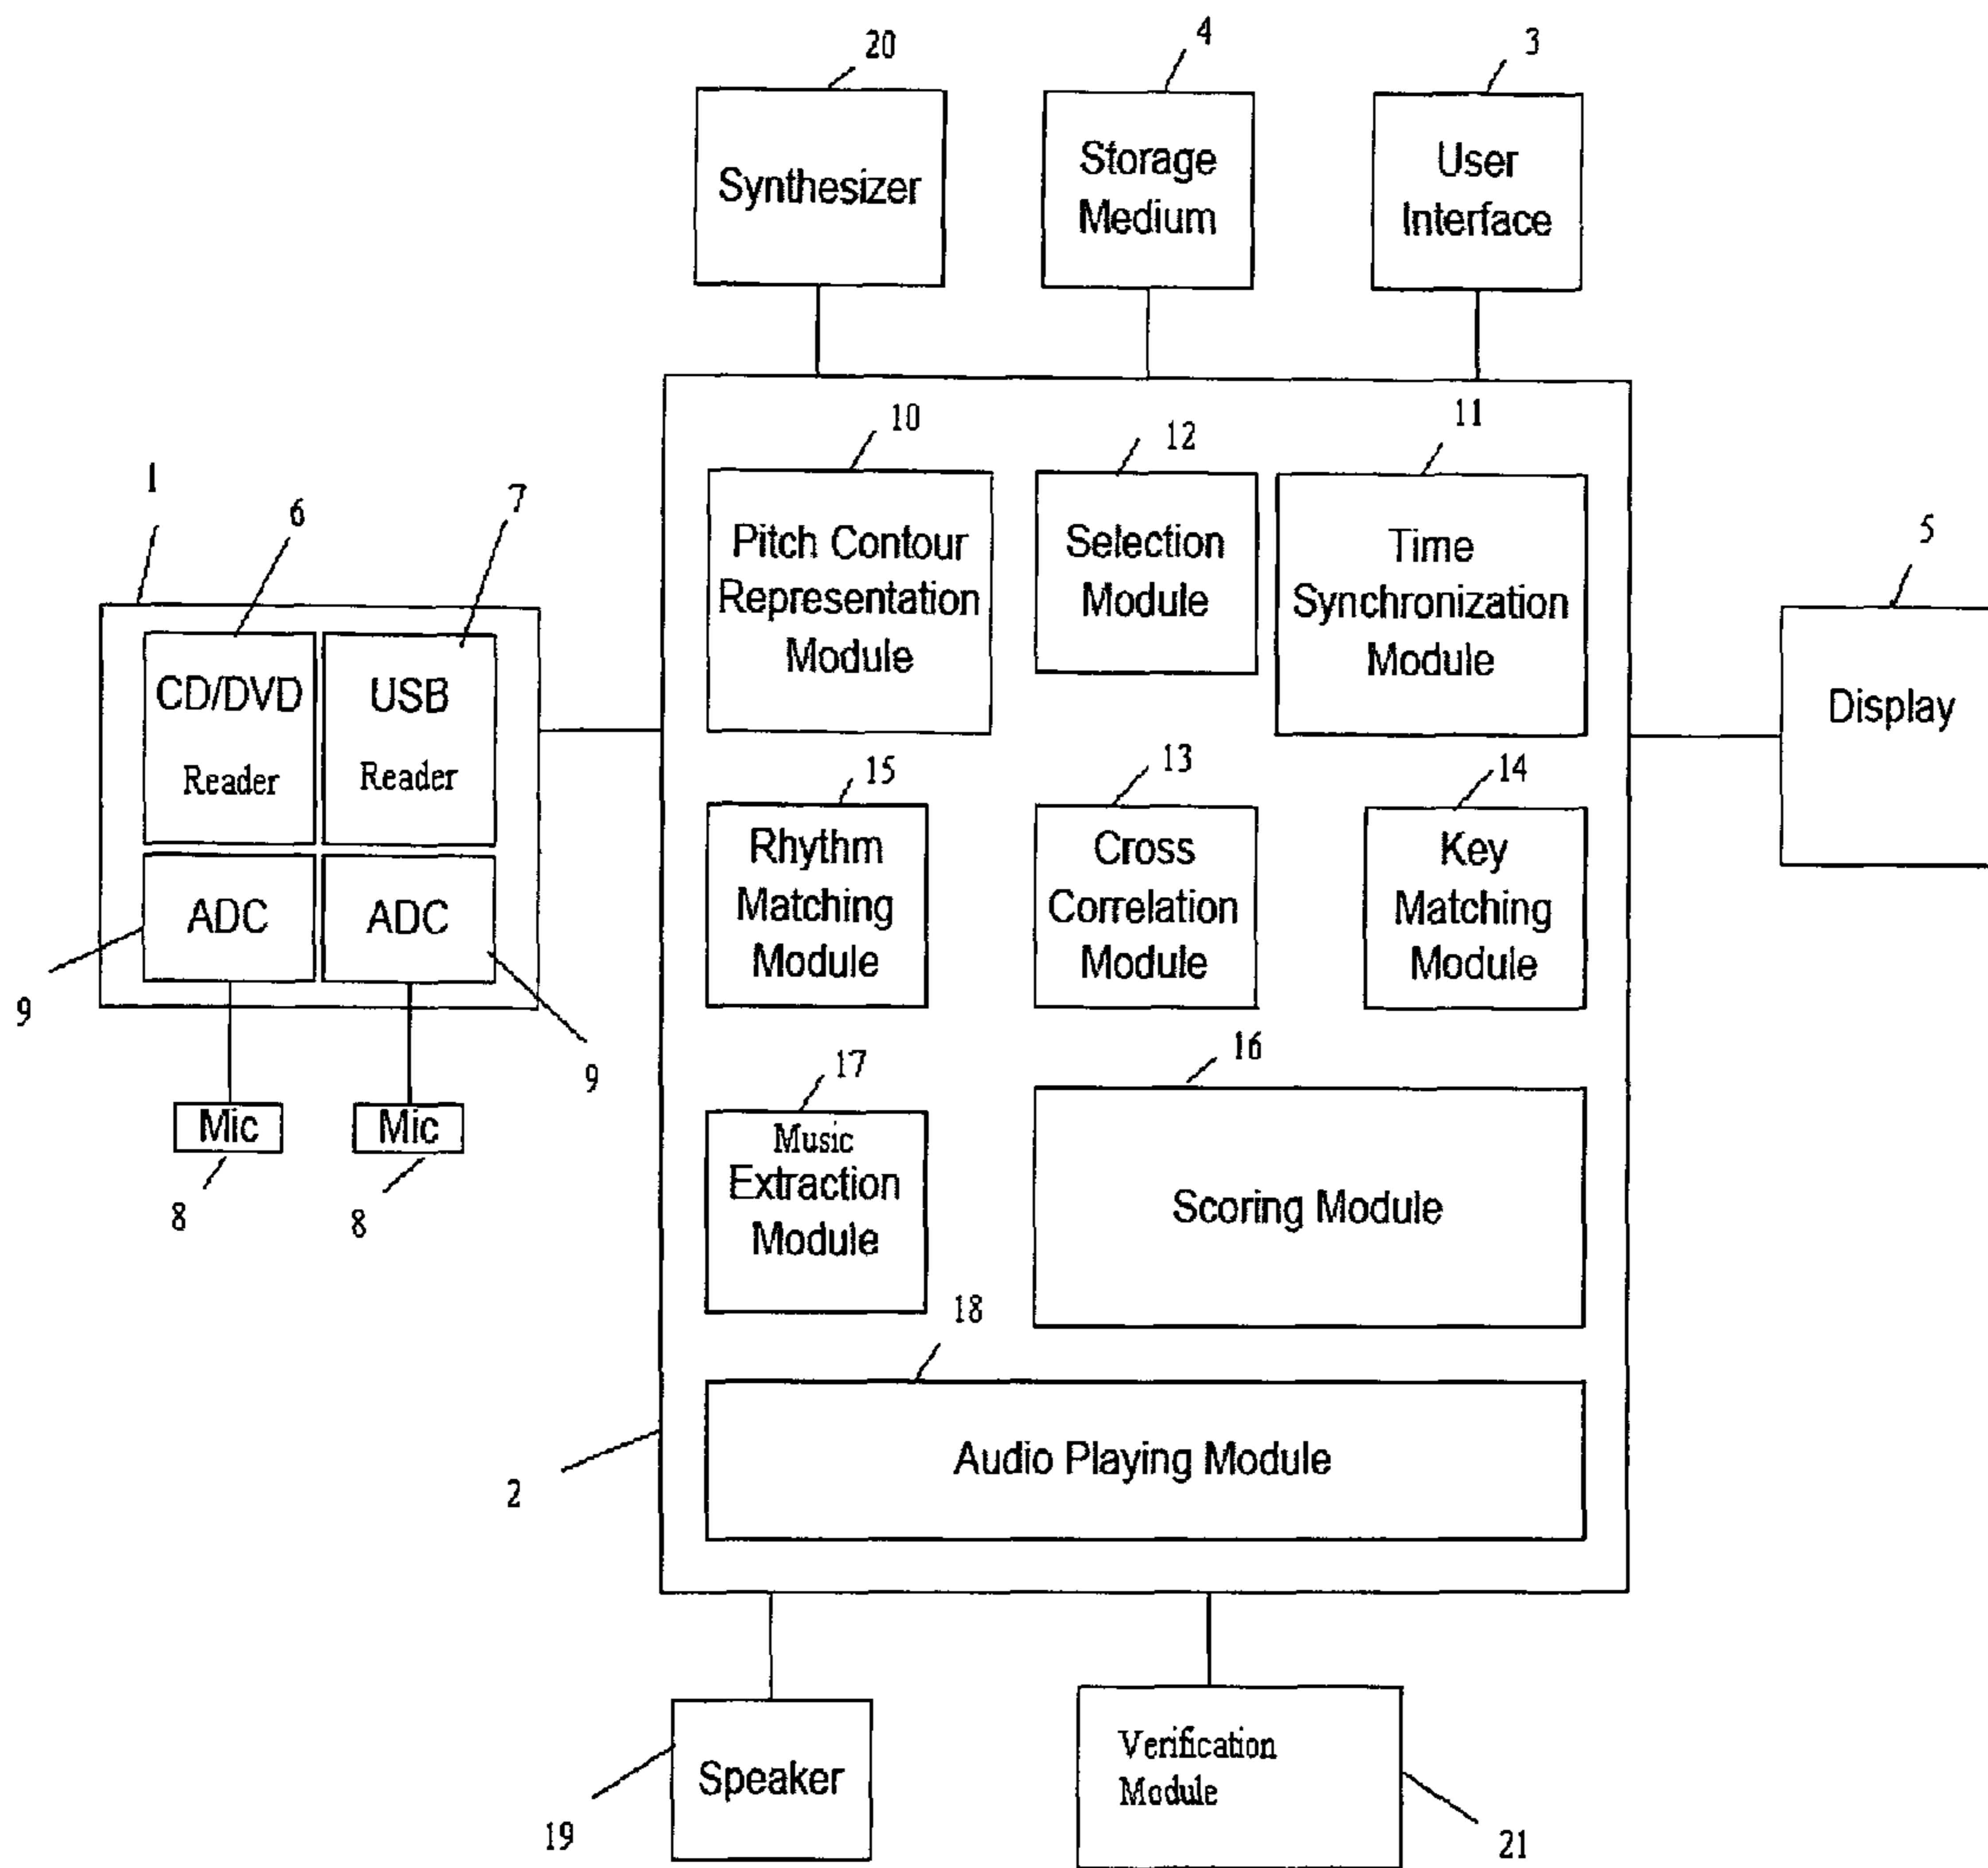 20
4
3
Synthesizer
Storage
Medium
User
Interface
10
12
11
1
6
7
5
Pitch Contour
Representation
Module
Selection
Module
Time
Synchronization
Module
CD/DVD
Reader
USB
Reader
Display
15
13
14
Rhythm
Matching
Module
Cross
Correlation
Module
Key
Matching
Module
ADC
ADC
9
9
Mic
Mic
8
8
17
16
Music
Extraction
Module
Scoring Module
18
Audio Playing Module
2
Speaker
Verification
Module
19
21